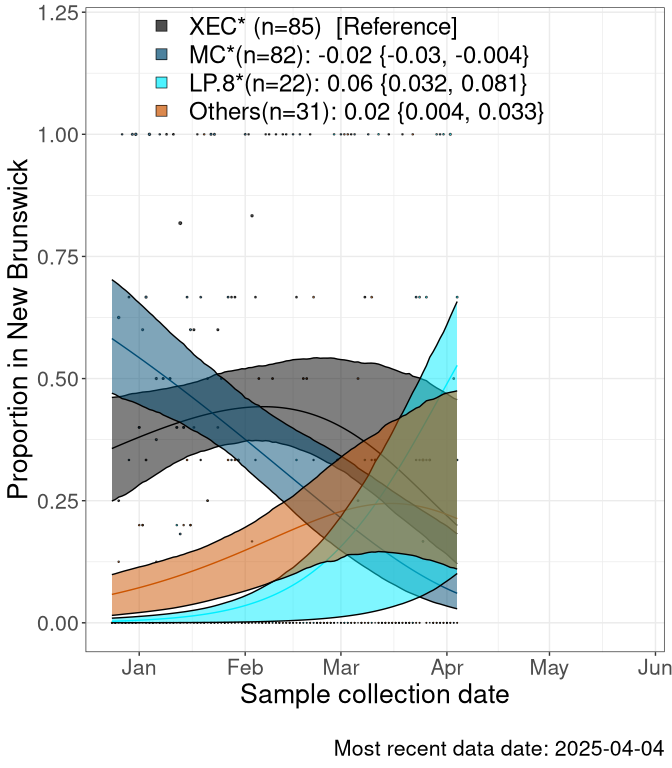 XEC* (n=85)  [Reference]
MC*(n=82): -0.02 {-0.03, -0.004}
LP.8*(n=22): 0.06 {0.032, 0.081}
Others(n=31): 0.02 {0.004, 0.033}
Proportion in New Brunswick
1.25
1.00
0.75
0.50
0.25
0.00
Jan Feb Mar Apr May Jun
Sample collection date
Most recent data date: 2025-04-04